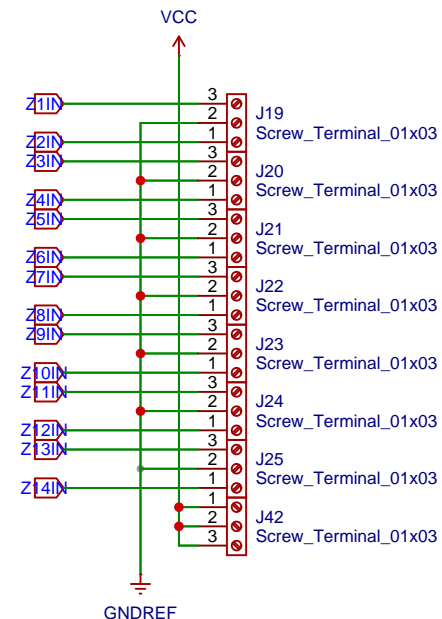 VCC
Z1IN 3 J19
2 Screw_Terminal_01x03
Z2IN 1
Z3IN 3 J20
2 Screw_Terminal_01x03
Z4IN 1
Z5IN 3 J21
2 Screw_Terminal_01x03
Z6IN 1
Z7IN 3 J22
2 Screw_Terminal_01x03
Z8IN 1
Z9IN 3 J23
2 Screw_Terminal_01x03
Z10IN 1
Z11IN 3 J24
2 Screw_Terminal_01x03
Z12IN 1
Z13IN 3 J25
2 Screw_Terminal_01x03
Z14IN 1
1 J42
2 Screw_Terminal_01x03
3
GNDREF